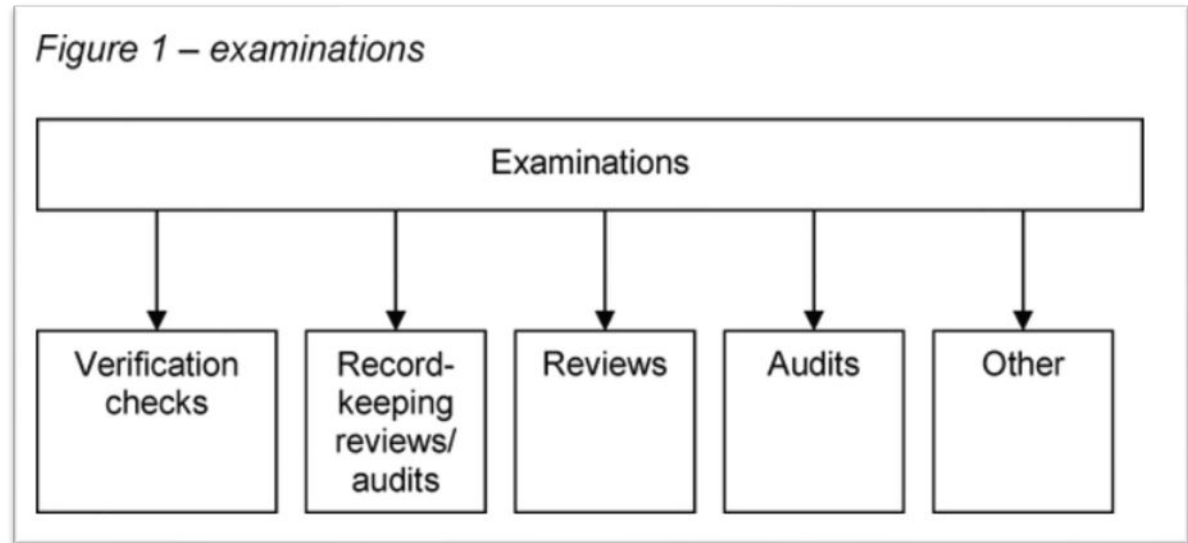 Figure 1 – examinations
Examinations
Verification
checks
Record-
keeping
reviews/
audits
Reviews
Audits
Other